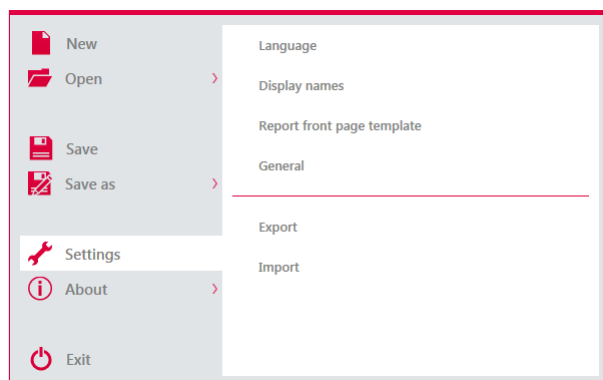 New
Open
Save
Save as
Settings
About
Exit
Language
Display names
Report front page template
General
Export
Import